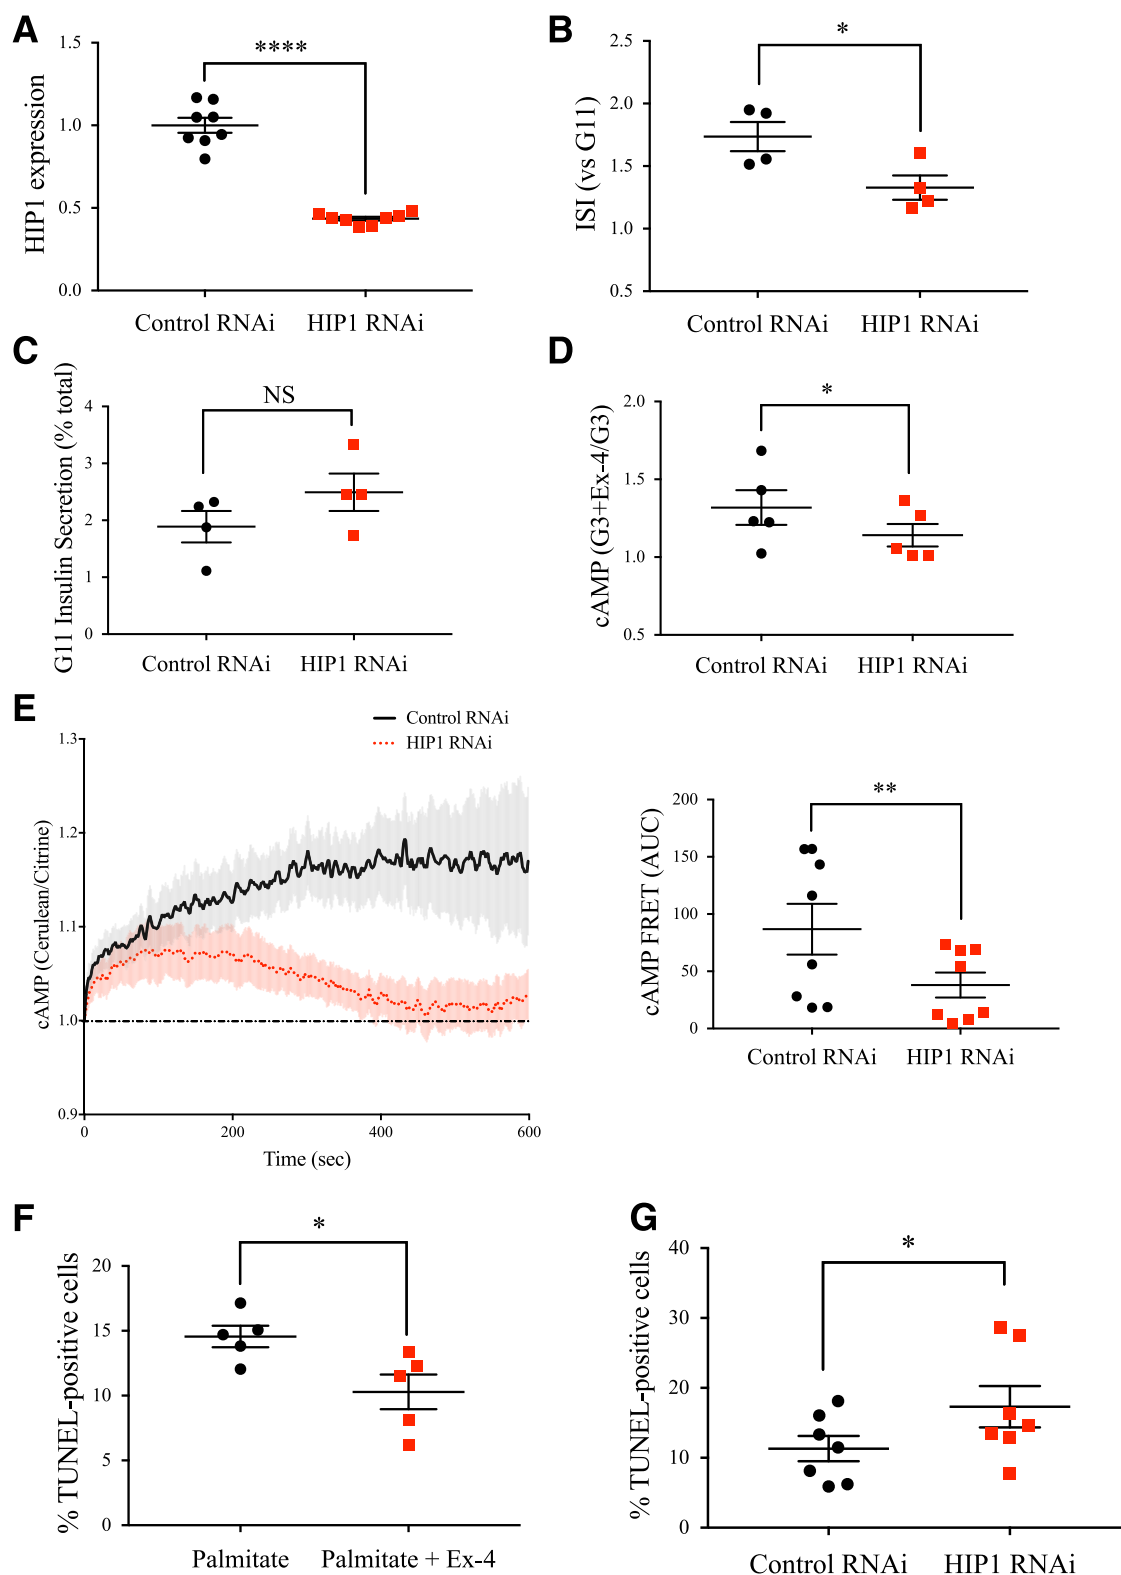 A
HIP1 expression
1.5
1.0
0.5
0.0
****
Control RNAi
HIP1 RNAi
B
ISI (vs G11)
2.5
2.0
1.5
1.0
0.5
*
Control RNAi
HIP1 RNAi
C
G11 Insulin Secretion (% total)
4
3
2
1
0
NS
Control RNAi
HIP1 RNAi
D
cAMP (G3+Ex-4/G3)
2.0
1.5
1.0
0.5
*
Control RNAi
HIP1 RNAi
E
Control RNAi
HIP1 RNAi
cAMP (Cerulean/Citrine)
1.3
1.2
1.1
1.0
0.9
0
200
400
600
Time (sec)
cAMP FRET (AUC)
200
150
100
50
0
**
Control RNAi
HIP1 RNAi
F
% TUNEL-positive cells
20
15
10
5
0
*
Palmitate
Palmitate + Ex-4
G
% TUNEL-positive cells
40
30
20
10
0
*
Control RNAi
HIP1 RNAi